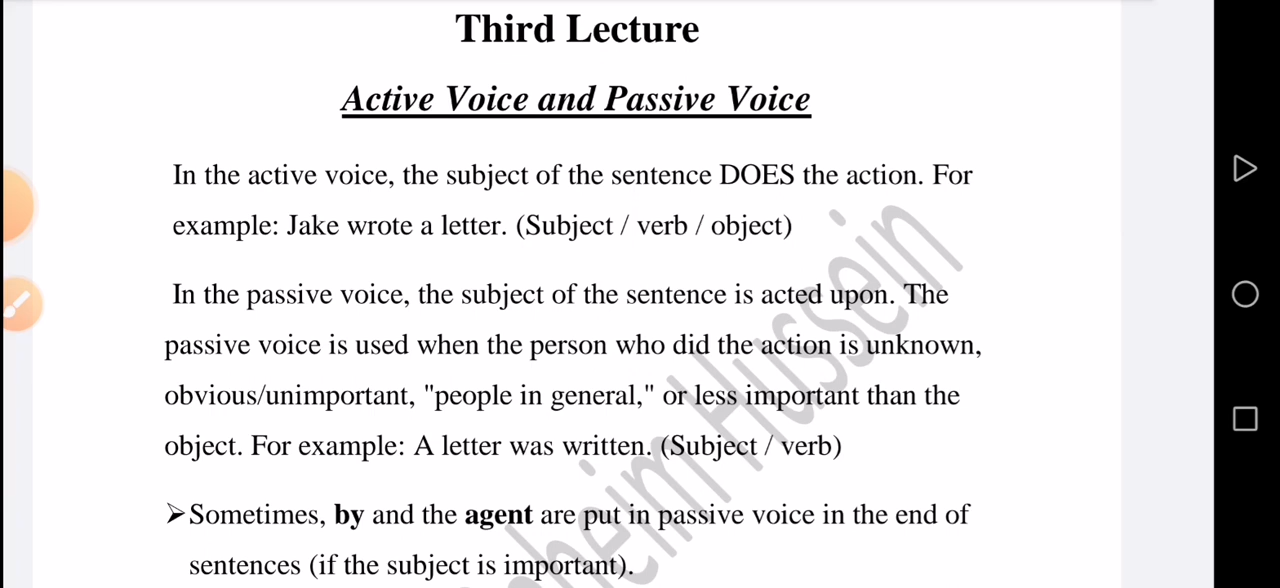 Third Lecture
Active Voice and Passive Voice
In the active voice, the subject of the sentence DOES the action. For
example: Jake wrote a letter. (Subject / verb / object)
In the passive voice, the subject of the sentence is acted upon. The
passive voice is used when the person who did the action is unknown,
obvious/unimportant, "people in general," or less important than the
object. For example: A letter was written. (Subject / verb)
➢Sometimes, by and the agent are put in passive voice in the end of
sentences (if the subject is important).
Hussein